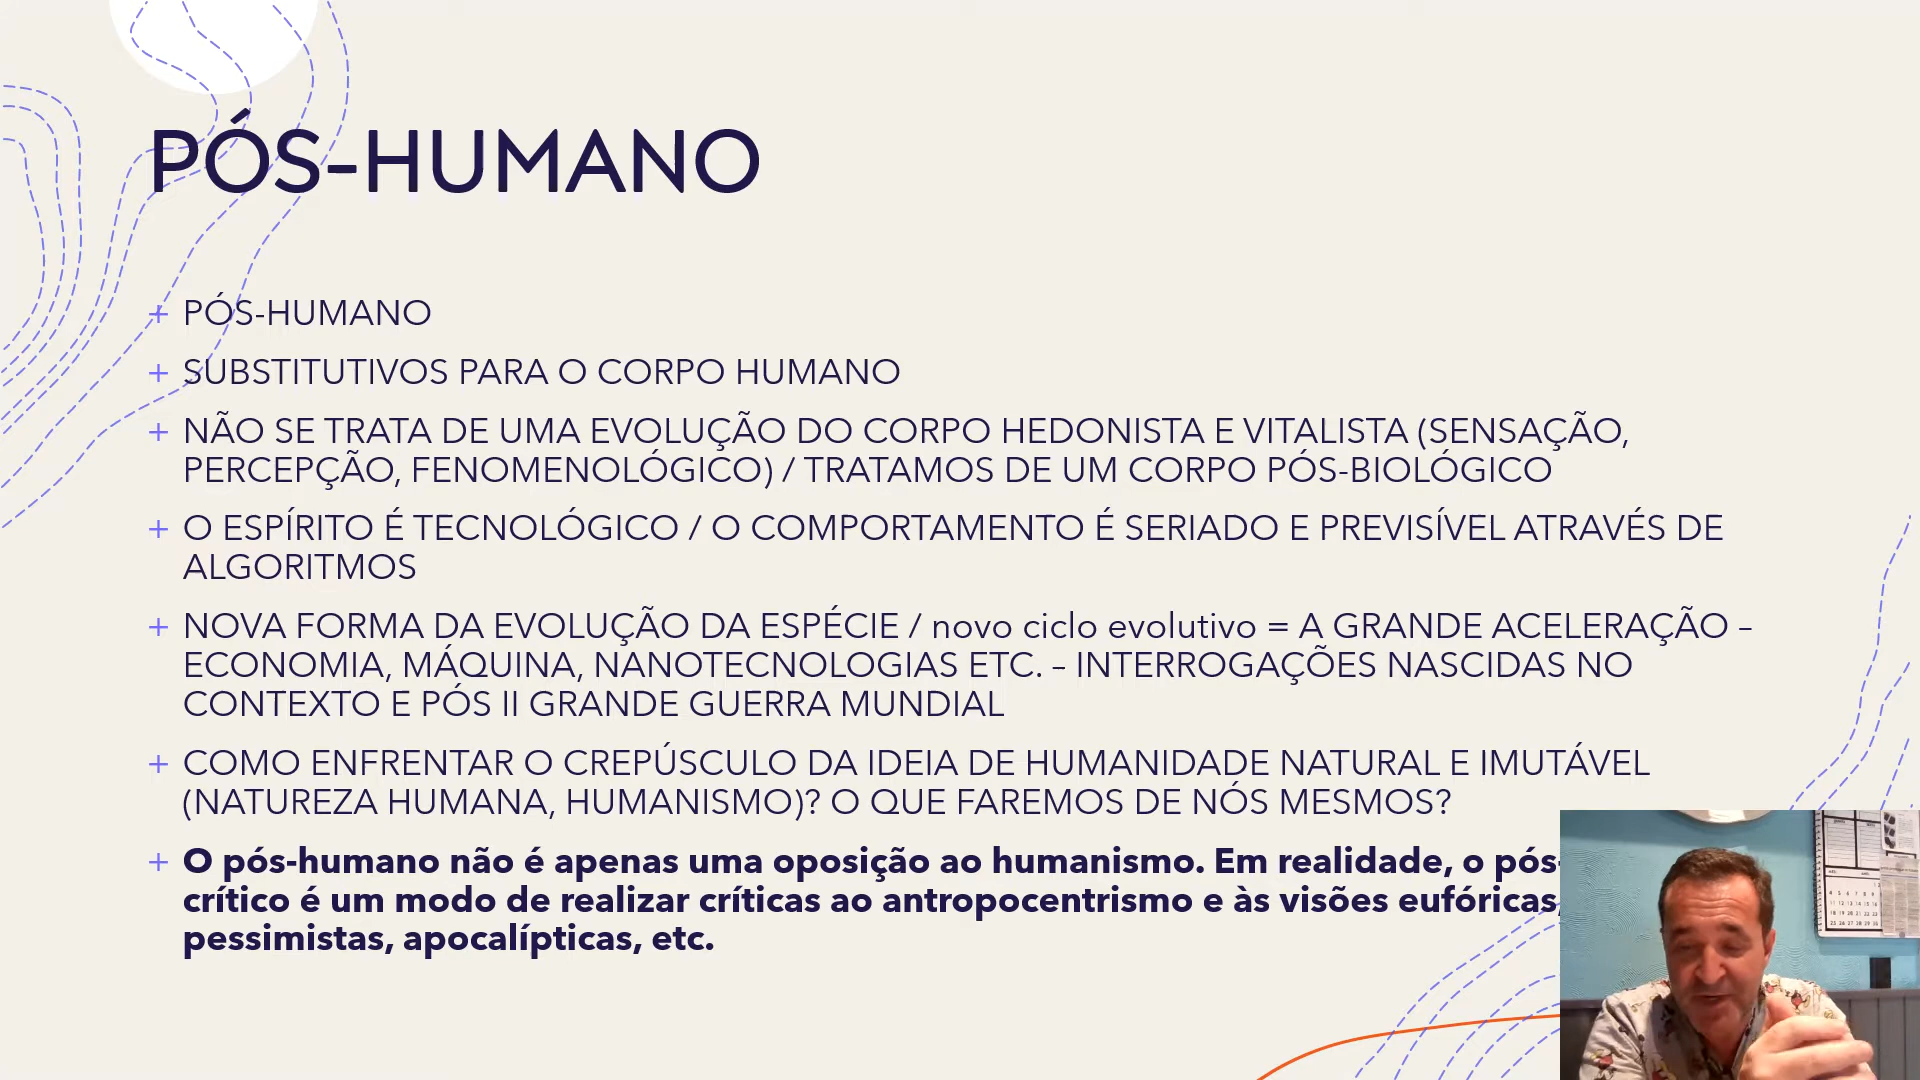 PÓS-HUMANO
+ PÓS-HUMANO
+ SUBSTITUTIVOS PARA O CORPO HUMANO
+ NÃO SE TRATA DE UMA EVOLUÇÃO DO CORPO HEDONISTA E VITALISTA (SENSAÇÃO,
PERCEPÇÃO, FENOMENOLÓGICO) / TRATAMOS DE UM CORPO PÓS-BIOLÓGICO
+ O ESPÍRITO É TECNOLÓGICO / O COMPORTAMENTO É SERIADO E PREVISÍVEL ATRAVÉS DE
ALGORITMOS
+ NOVA FORMA DA EVOLUÇÃO DA ESPÉCIE / novo ciclo evolutivo = A GRANDE ACELERAÇÃO –
ECONOMIA, MÁQUINA, NANOTECNOLOGIAS ETC. – INTERROGAÇÕES NASCIDAS NO
CONTEXTO E PÓS II GRANDE GUERRA MUNDIAL
+ COMO ENFRENTAR O CREPÚSCULO DA IDEIA DE HUMANIDADE NATURAL E IMUTÁVEL
(NATUREZA HUMANA, HUMANISMO)? O QUE FAREMOS DE NÓS MESMOS?
+ O pós-humano não é apenas uma oposição ao humanismo. Em realidade, o pós-
crítico é um modo de realizar críticas ao antropocentrismo e às visões eufóricas,
pessimistas, apocalípticas, etc.